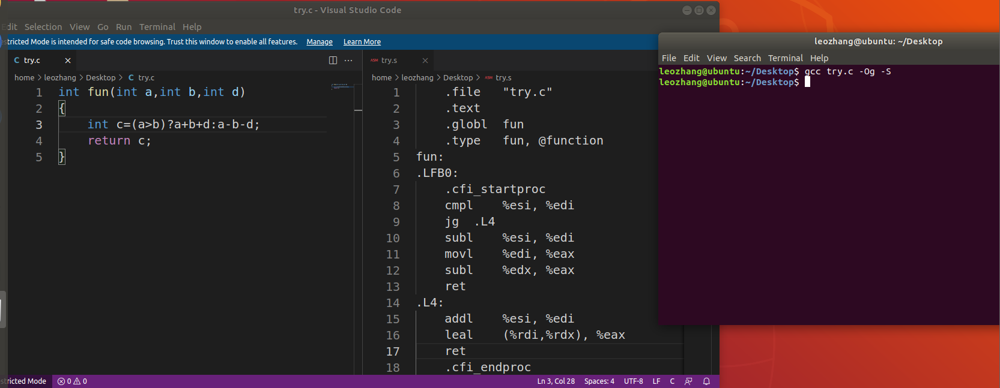 try.c - Visual Studio Code
Edit Selection View Go Run Terminal Help
Restricted Mode is intended for safe code browsing. Trust this window to enable all features. Manage Learn More
C try.c
home > leozhang > Desktop > C try.c
1 int fun(int a,int b,int d)
2 {
3     int c=(a>b)?a+b+d:a-b-d;
4     return c;
5 }
ASM try.s
home > leozhang > Desktop > ASM try.s
1     .file   "try.c"
2     .text
3     .globl  fun
4     .type   fun, @function
5 fun:
6 .LFB0:
7     .cfi_startproc
8     cmpl    %esi, %edi
9     jg  .L4
10     subl    %esi, %edi
11     movl    %edi, %eax
12     subl    %edx, %eax
13     ret
14 .L4:
15     addl    %esi, %edi
16     leal    (%rdi,%rdx), %eax
17     ret
18     .cfi_endproc
Restricted Mode 0 0 Ln 3, Col 28 Spaces: 4 UTF-8 LF C
leozhang@ubuntu: ~/Desktop
File Edit View Search Terminal Help
leozhang@ubuntu:~/Desktop$ gcc try.c -Og -S
leozhang@ubuntu:~/Desktop$